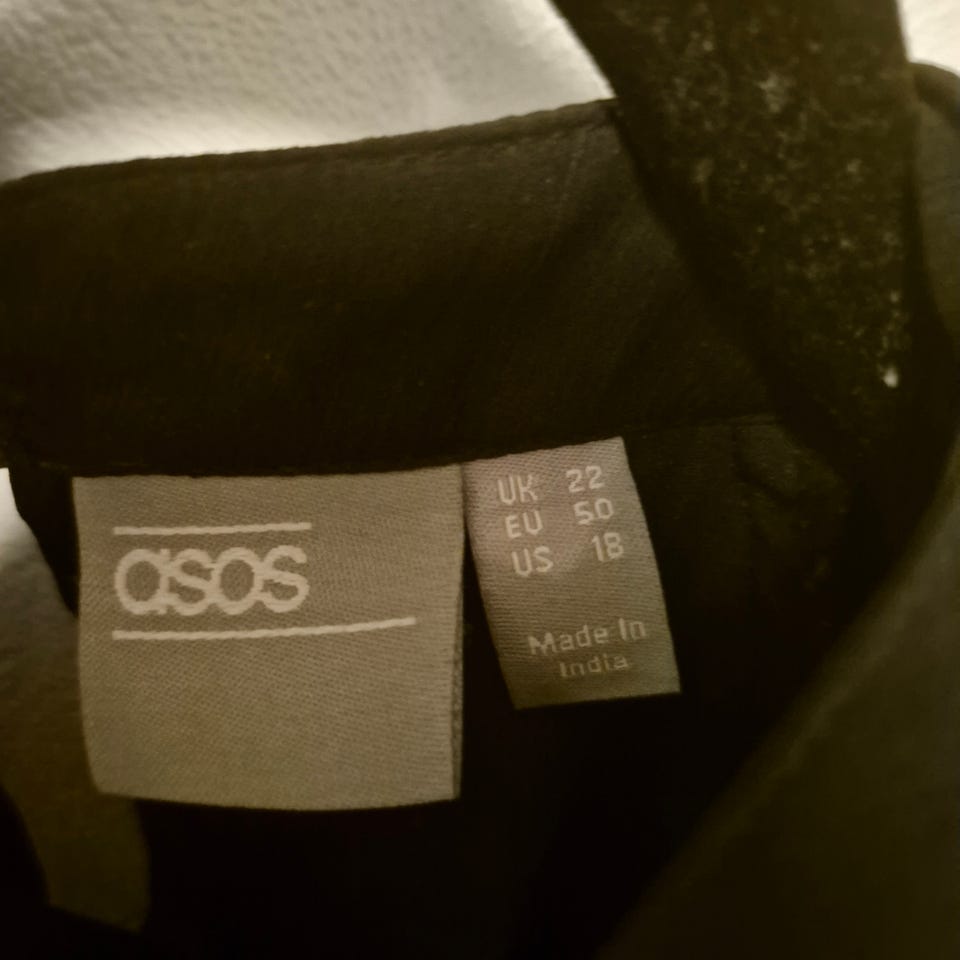 asos
UK 22
EU 50
US 18
Made In
India